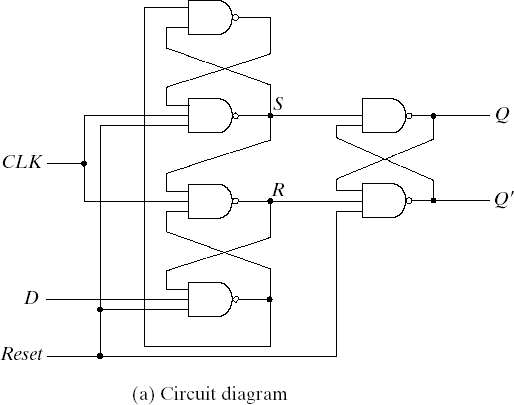 S
Q
CLK
R
Q'
D
Reset
(a) Circuit diagram